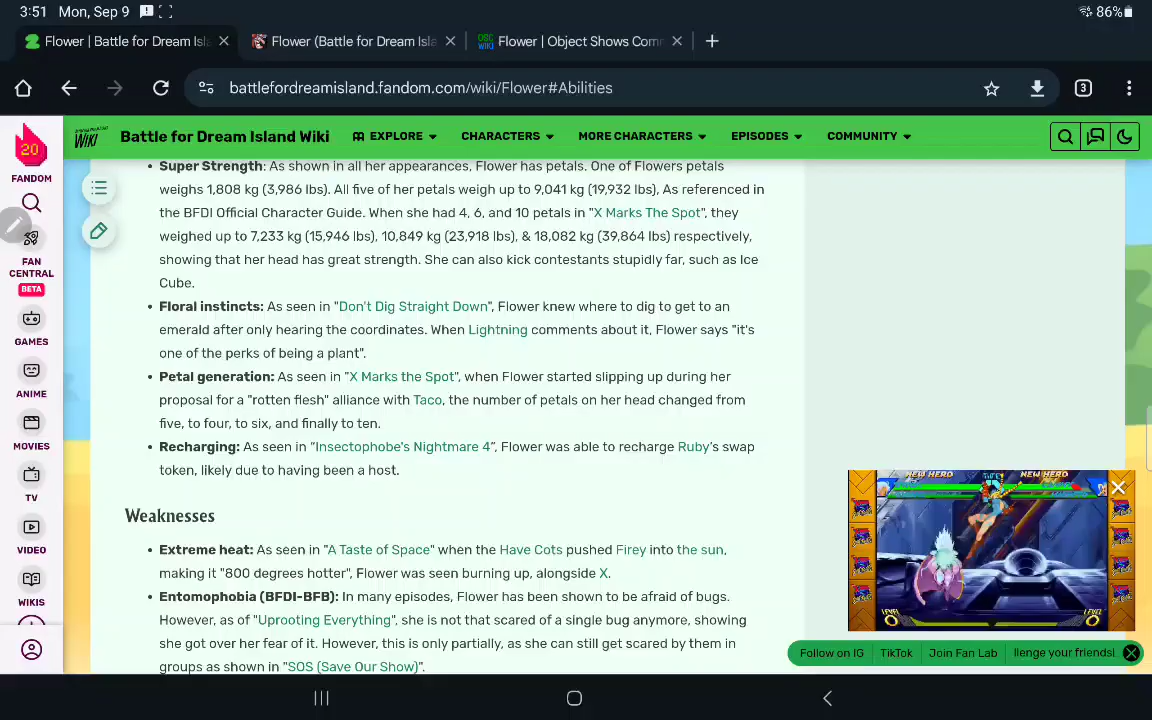 3:51 Mon, Sep 9
86%
Flower | Battle for Dream Isla
Flower (Battle for Dream Isla
OSC WIKI
Flower | Object Shows Comm
battlefordreamisland.fandom.com/wiki/Flower#Abilities
3
20
FANDOM
FAN CENTRAL
BETA
GAMES
ANIME
MOVIES
TV
VIDEO
WIKIS
WIKI
Battle for Dream Island Wiki
EXPLORE
CHARACTERS
MORE CHARACTERS
EPISODES
COMMUNITY
• Super Strength: As shown in all her appearances, Flower has petals. One of Flowers petals
weighs 1,808 kg (3,986 lbs). All five of her petals weigh up to 9,041 kg (19,932 lbs), As referenced in
the BFDI Official Character Guide. When she had 4, 6, and 10 petals in "X Marks The Spot", they
weighed up to 7,233 kg (15,946 lbs), 10,849 kg (23,918 lbs), & 18,082 kg (39,864 lbs) respectively,
showing that her head has great strength. She can also kick contestants stupidly far, such as Ice
Cube.
• Floral instincts: As seen in "Don't Dig Straight Down", Flower knew where to dig to get to an
emerald after only hearing the coordinates. When Lightning comments about it, Flower says "it's
one of the perks of being a plant".
• Petal generation: As seen in "X Marks the Spot", when Flower started slipping up during her
proposal for a "rotten flesh" alliance with Taco, the number of petals on her head changed from
five, to four, to six, and finally to ten.
• Recharging: As seen in “Insectophobe's Nightmare 4”, Flower was able to recharge Ruby’s swap
token, likely due to having been a host.
Weaknesses
• Extreme heat: As seen in "A Taste of Space" when the Have Cots pushed Firey into the sun,
making it "800 degrees hotter", Flower was seen burning up, alongside X.
• Entomophobia (BFDI-BFB): In many episodes, Flower has been shown to be afraid of bugs.
However, as of "Uprooting Everything", she is not that scared of a single bug anymore, showing
she got over her fear of it. However, this is only partially, as she can still get scared by them in
groups as shown in "SOS (Save Our Show)".
NEW HERO
NEW HERO
LEVEL
LEVEL
Follow on IG
TikTok
Join Fan Lab
llenge your friends!